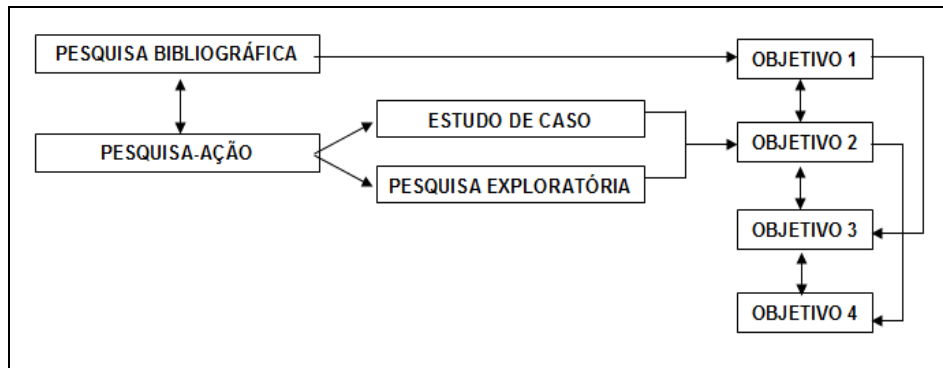 PESQUISA BIBLIOGRÁFICA
OBJETIVO 1
ESTUDO DE CASO
PESQUISA-AÇÃO
OBJETIVO 2
PESQUISA EXPLORATÓRIA
OBJETIVO 3
OBJETIVO 4